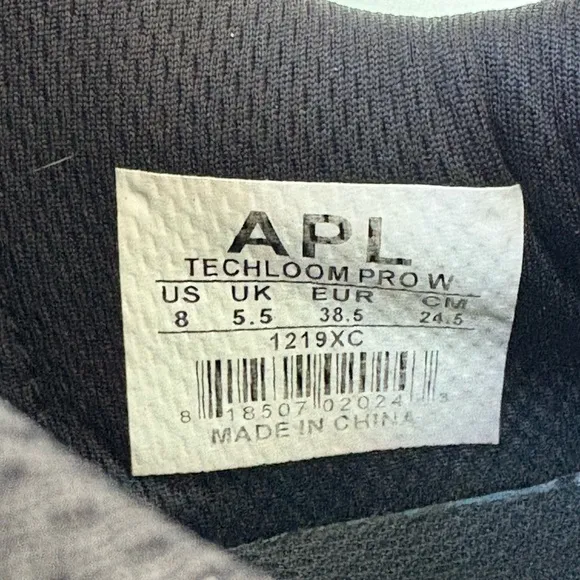 APL
TECHLOOM PRO W
US UK EUR CM
8 5.5 38.5 24.5
1219XC
8 18507 02024 3
MADE IN CHINA